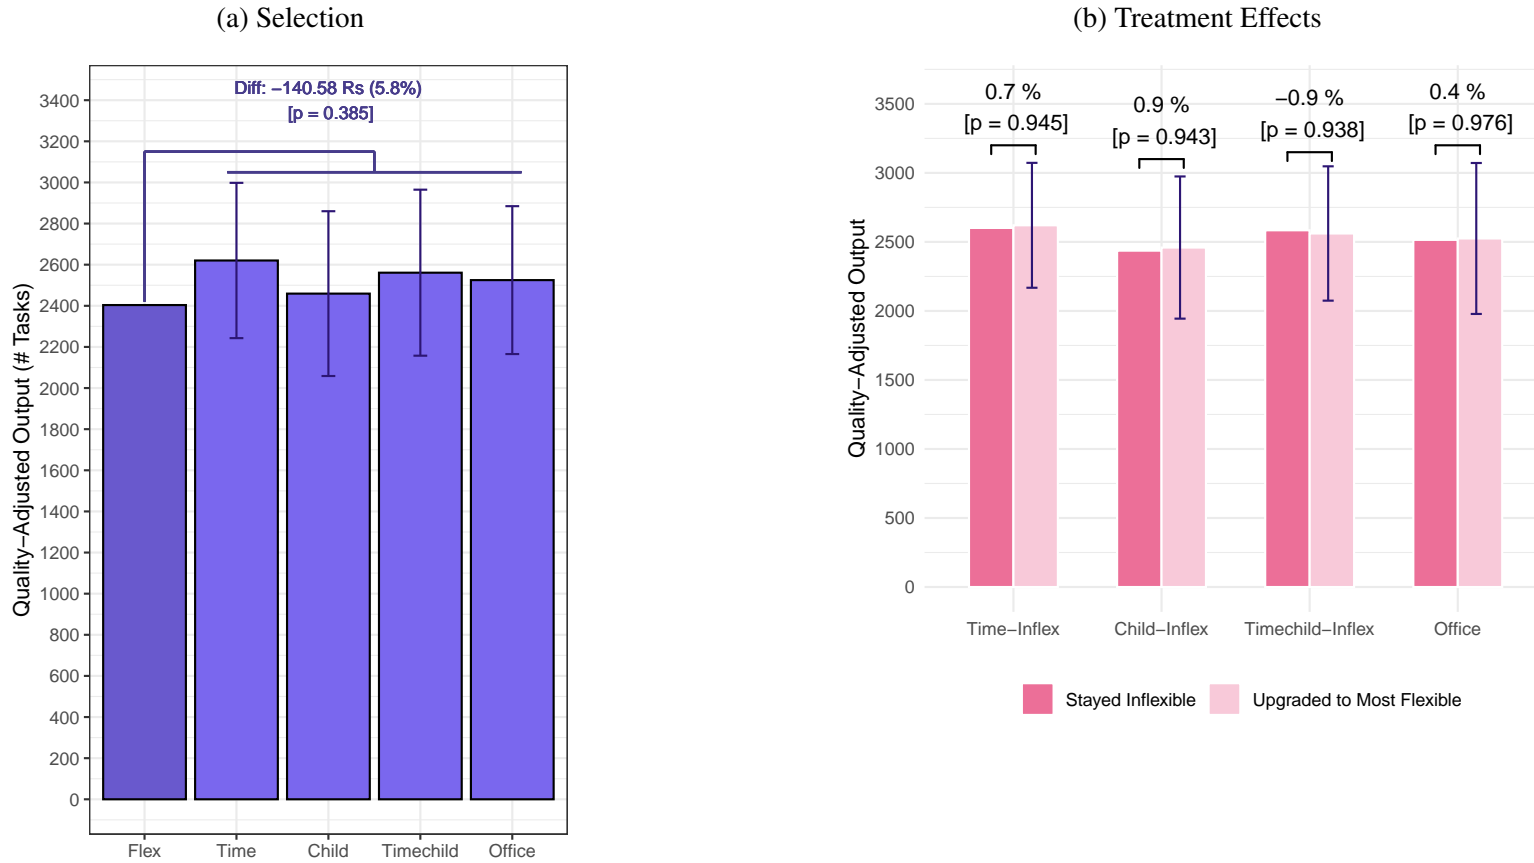 (a) Selection
Diff: −140.58 Rs (5.8%)
[p = 0.385]
Quality−Adjusted Output (# Tasks)
3400
3200
3000
2800
2600
2400
2200
2000
1800
1600
1400
1200
1000
800
600
400
200
0
Flex Time Child Timechild Office
(b) Treatment Effects
0.7 % 0.9 % −0.9 % 0.4 %
[p = 0.945] [p = 0.943] [p = 0.938] [p = 0.976]
Quality−Adjusted Output
3500
3000
2500
2000
1500
1000
500
0
Time−Inflex Child−Inflex Timechild−Inflex Office
Stayed Inflexible Upgraded to Most Flexible